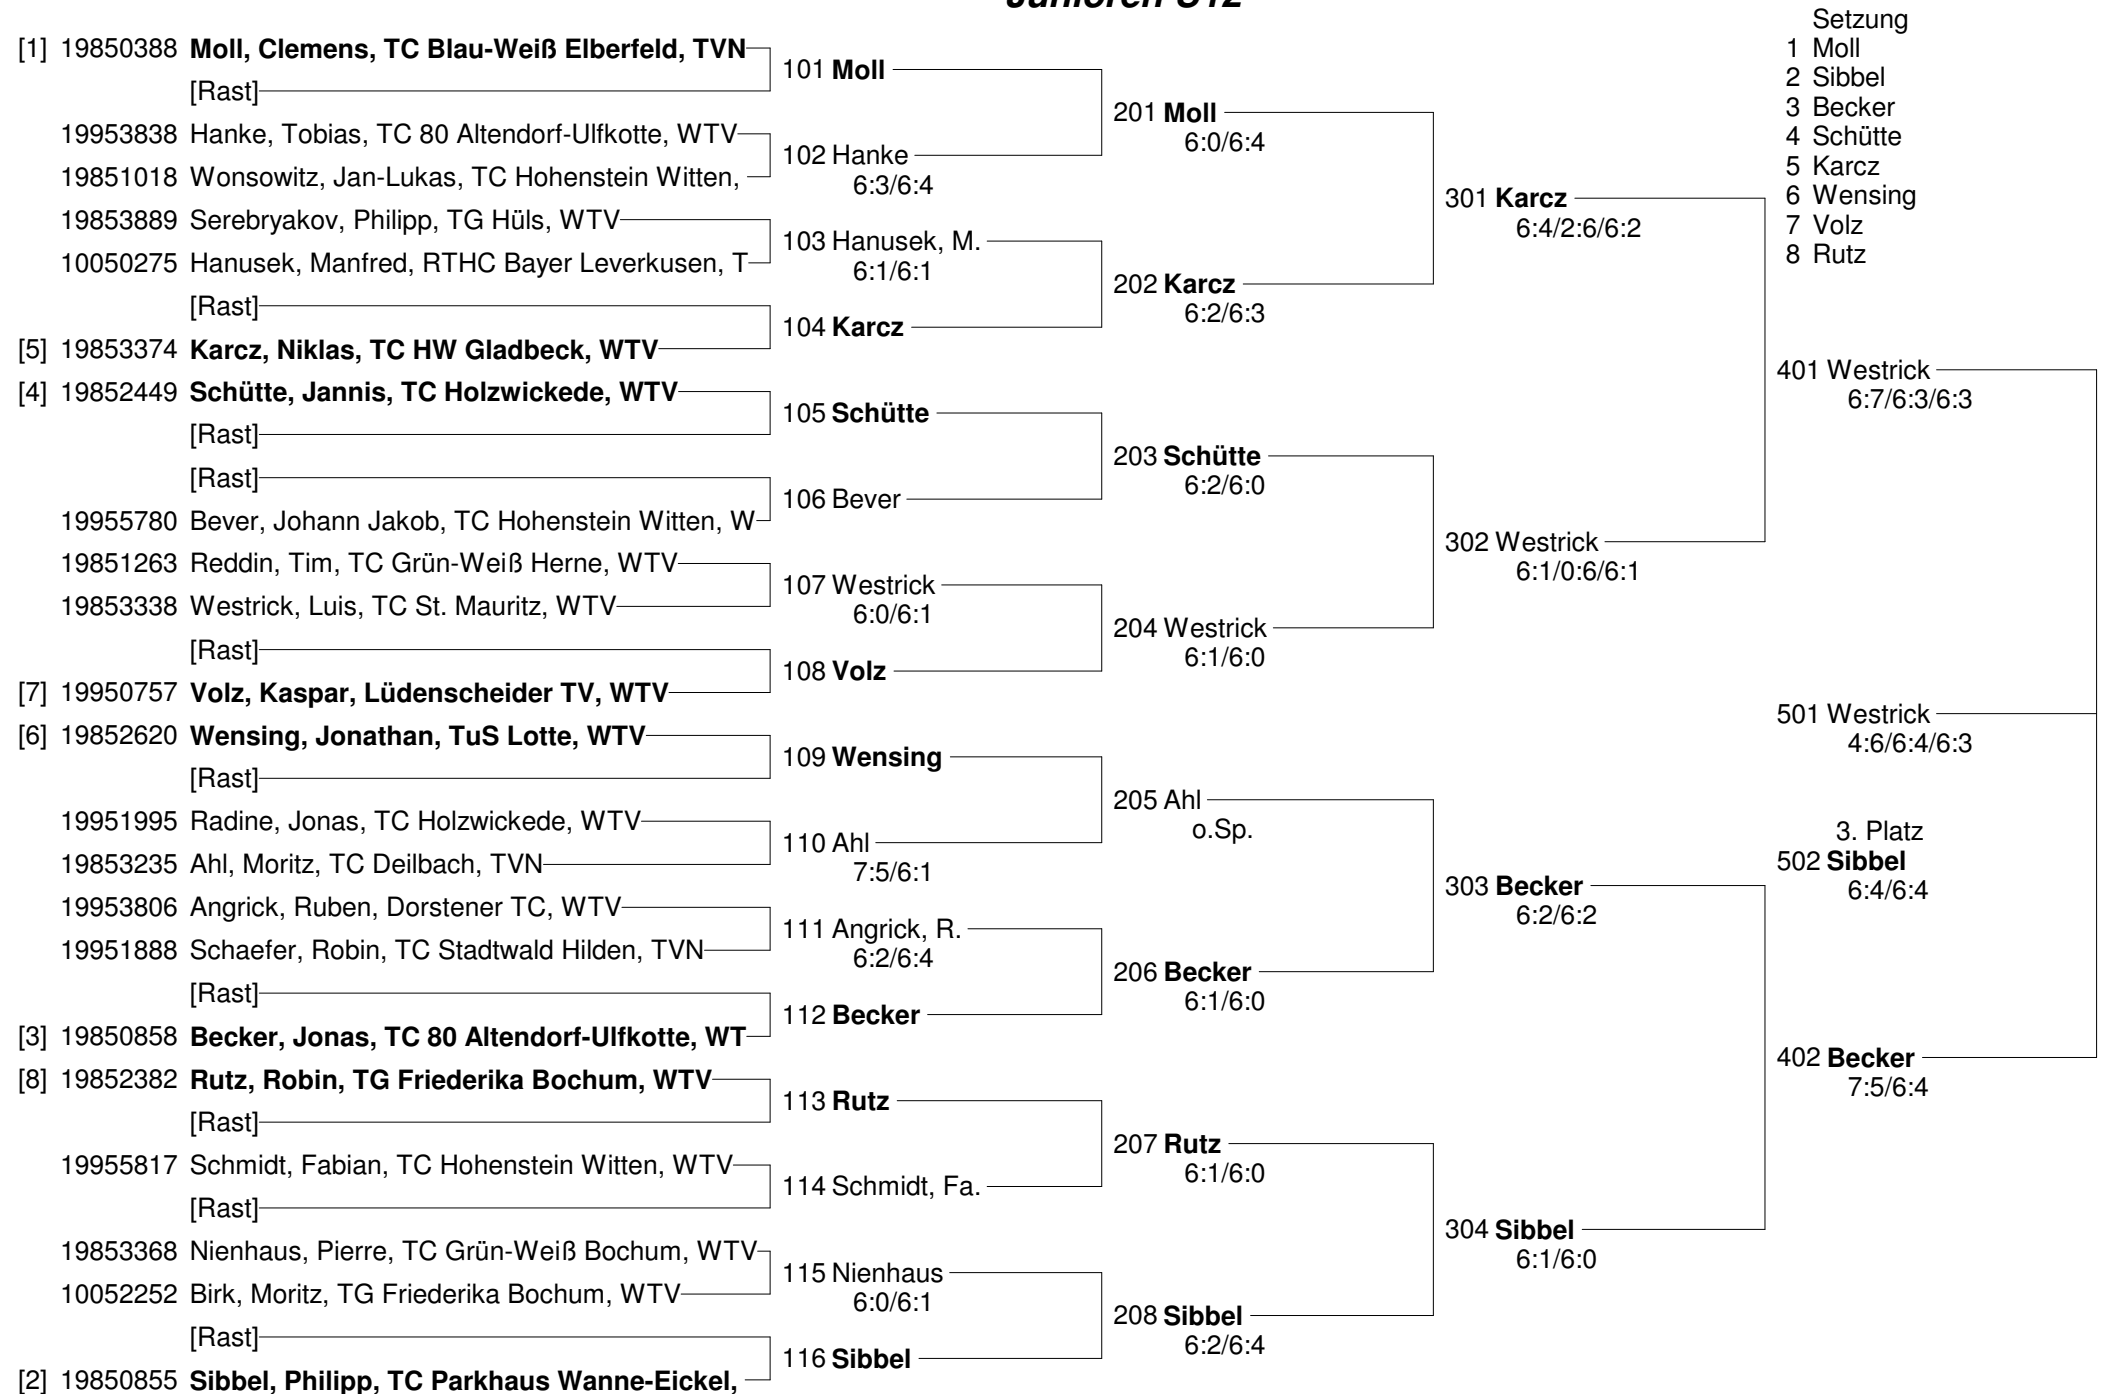 Junioren U12
Setzung
1 Moll
2 Sibbel
3 Becker
4 Schütte
5 Karcz
6 Wensing
7 Volz
8 Rutz
[1] 19850388 Moll, Clemens, TC Blau-Weiß Elberfeld, TVN
[Rast]
19953838 Hanke, Tobias, TC 80 Altendorf-Ulfkotte, WTV
19851018 Wonsowitz, Jan-Lukas, TC Hohenstein Witten,
19853889 Serebryakov, Philipp, TG Hüls, WTV
10050275 Hanusek, Manfred, RTHC Bayer Leverkusen, T
[Rast]
[5] 19853374 Karcz, Niklas, TC HW Gladbeck, WTV
[4] 19852449 Schütte, Jannis, TC Holzwickede, WTV
[Rast]
[Rast]
19955780 Bever, Johann Jakob, TC Hohenstein Witten, W
19851263 Reddin, Tim, TC Grün-Weiß Herne, WTV
19853338 Westrick, Luis, TC St. Mauritz, WTV
[Rast]
[7] 19950757 Volz, Kaspar, Lüdenscheider TV, WTV
[6] 19852620 Wensing, Jonathan, TuS Lotte, WTV
[Rast]
19951995 Radine, Jonas, TC Holzwickede, WTV
19853235 Ahl, Moritz, TC Deilbach, TVN
19953806 Angrick, Ruben, Dorstener TC, WTV
19951888 Schaefer, Robin, TC Stadtwald Hilden, TVN
[Rast]
[3] 19850858 Becker, Jonas, TC 80 Altendorf-Ulfkotte, WT
[8] 19852382 Rutz, Robin, TG Friederika Bochum, WTV
[Rast]
19955817 Schmidt, Fabian, TC Hohenstein Witten, WTV
[Rast]
19853368 Nienhaus, Pierre, TC Grün-Weiß Bochum, WTV
10052252 Birk, Moritz, TG Friederika Bochum, WTV
[Rast]
[2] 19850855 Sibbel, Philipp, TC Parkhaus Wanne-Eickel,
101 Moll
102 Hanke
6:3/6:4
103 Hanusek, M.
6:1/6:1
104 Karcz
105 Schütte
106 Bever
107 Westrick
6:0/6:1
108 Volz
109 Wensing
110 Ahl
7:5/6:1
111 Angrick, R.
6:2/6:4
112 Becker
113 Rutz
114 Schmidt, Fa.
115 Nienhaus
6:0/6:1
116 Sibbel
201 Moll
6:0/6:4
202 Karcz
6:2/6:3
203 Schütte
6:2/6:0
204 Westrick
6:1/6:0
205 Ahl
o.Sp.
206 Becker
6:1/6:0
207 Rutz
6:1/6:0
208 Sibbel
6:2/6:4
301 Karcz
6:4/2:6/6:2
302 Westrick
6:1/0:6/6:1
303 Becker
6:2/6:2
304 Sibbel
6:1/6:0
401 Westrick
6:7/6:3/6:3
501 Westrick
4:6/6:4/6:3
3. Platz
502 Sibbel
6:4/6:4
402 Becker
7:5/6:4